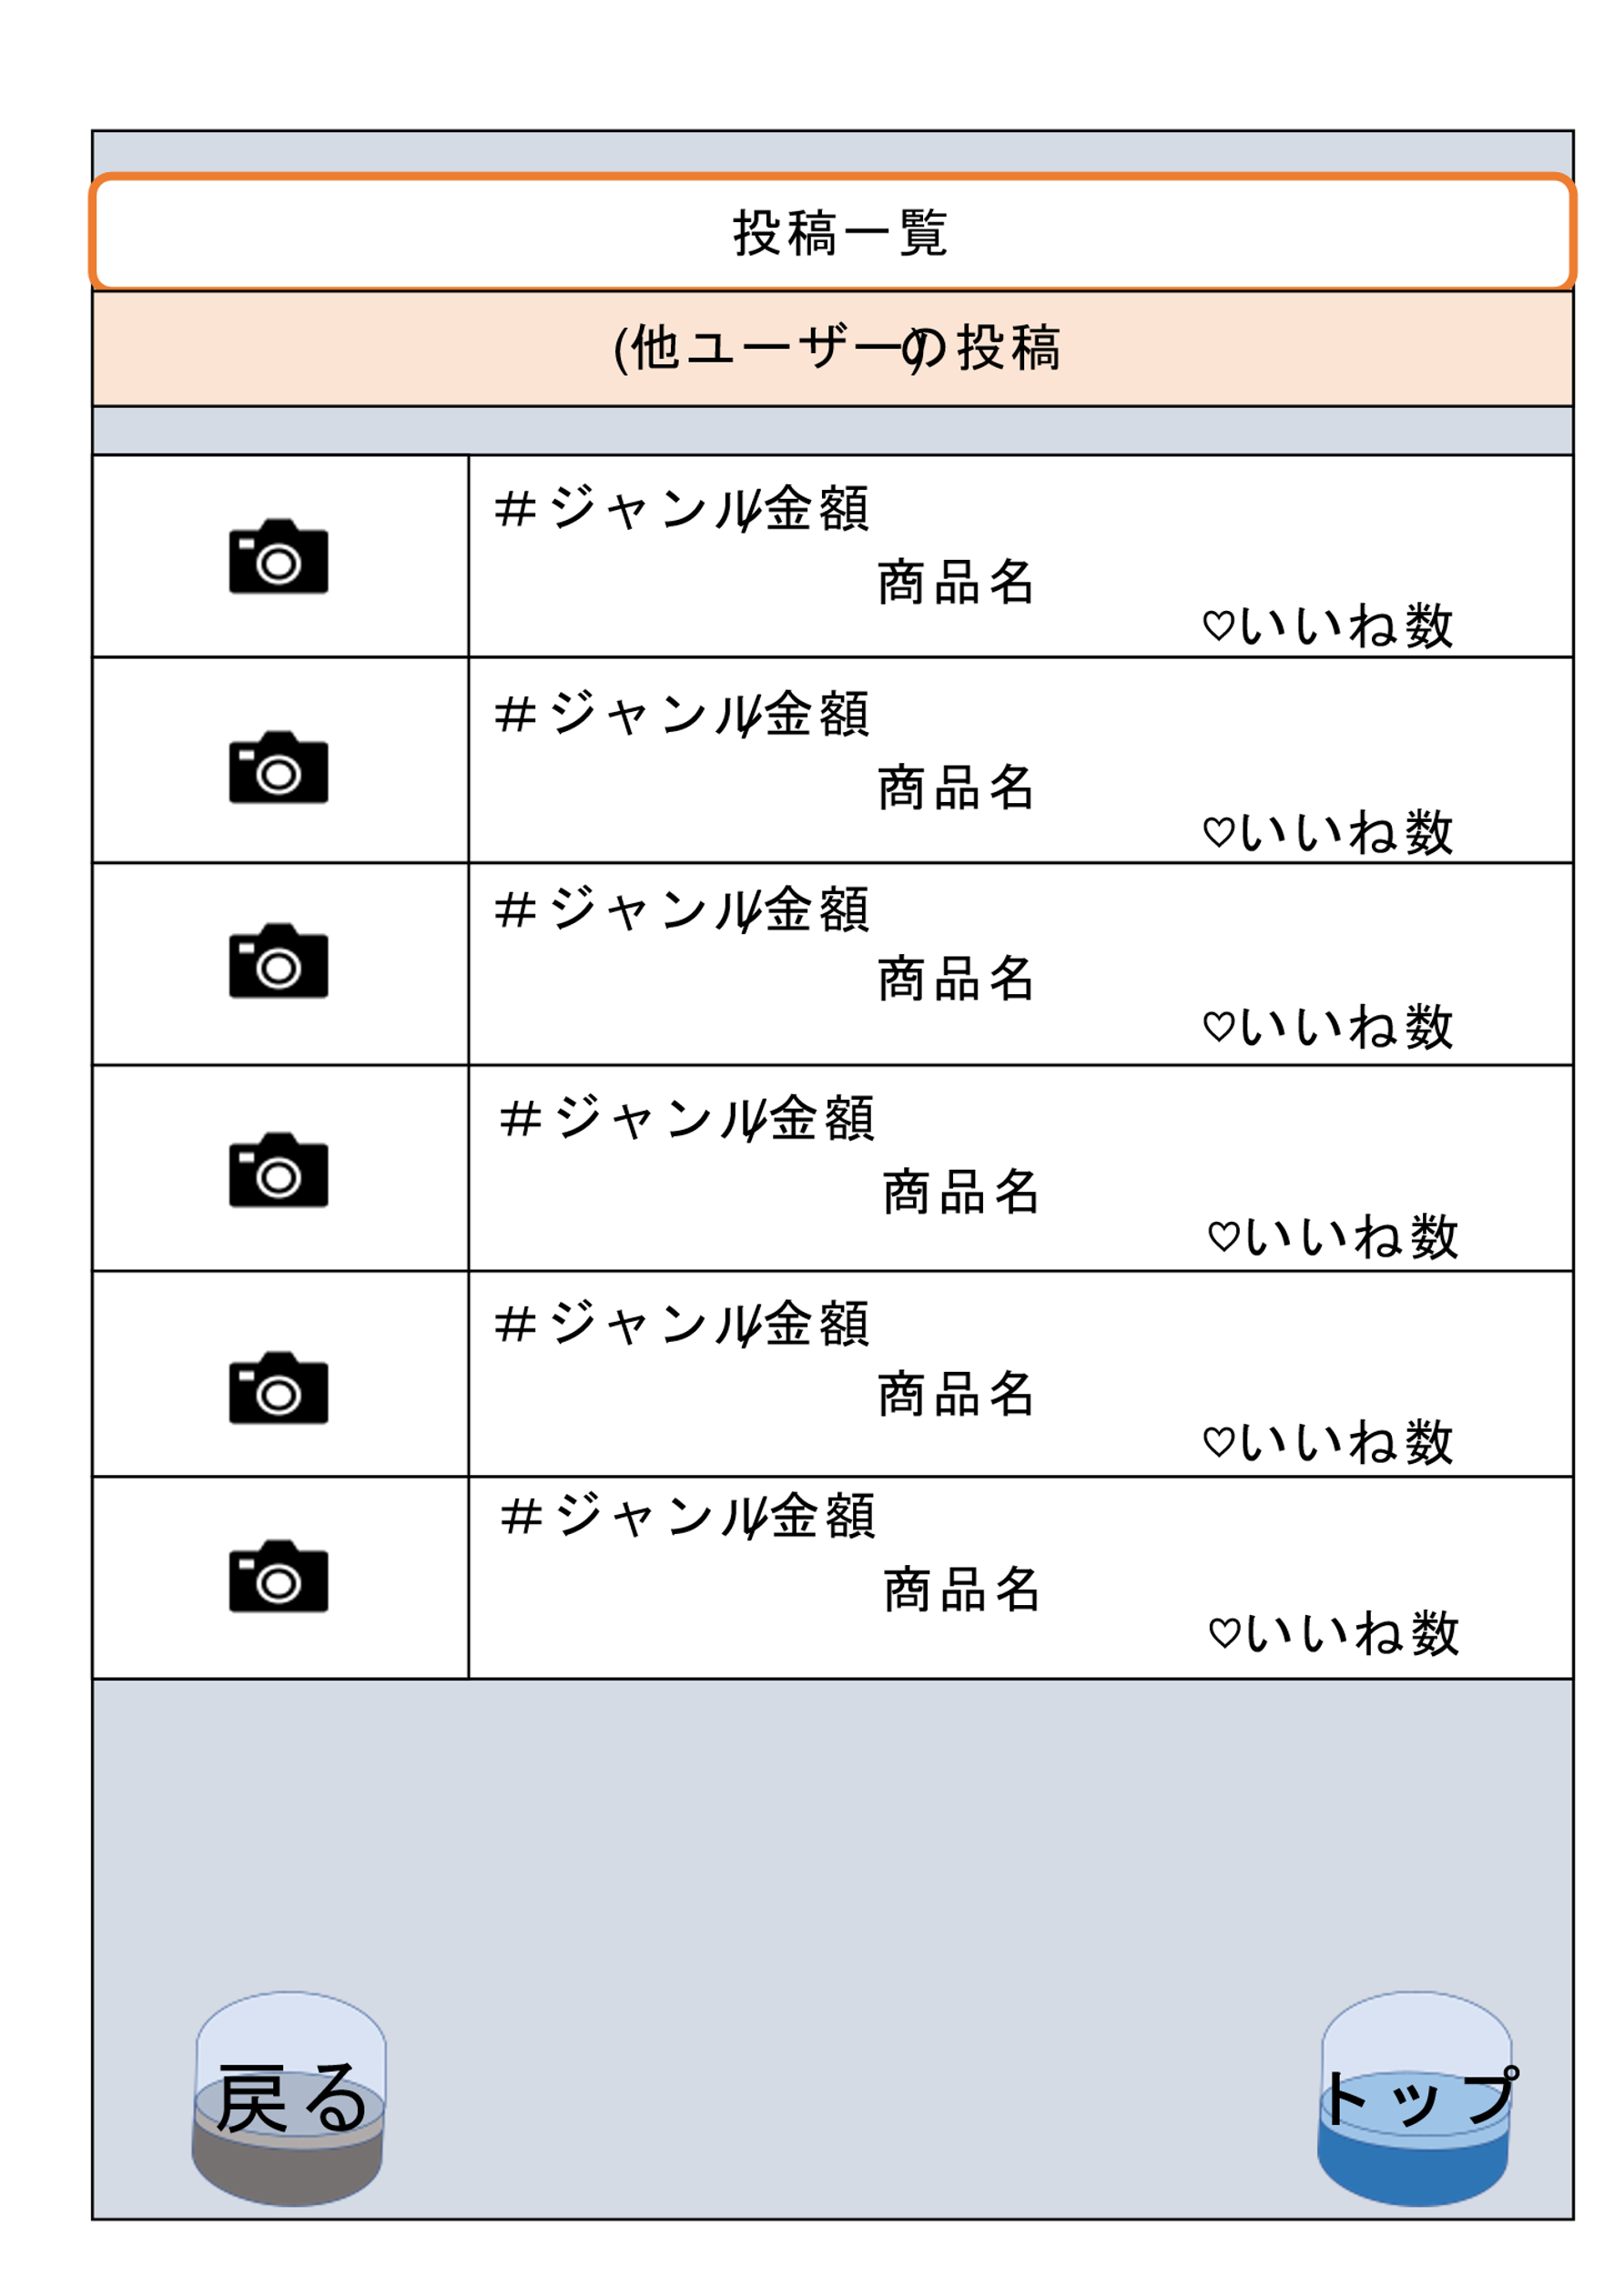 投稿一覧
(他ユーザーの投稿)
#ジャンル/金額
商品名
♡いいね数
#ジャンル/金額
商品名
♡いいね数
#ジャンル/金額
商品名
♡いいね数
#ジャンル/金額
商品名
♡いいね数
#ジャンル/金額
商品名
♡いいね数
#ジャンル/金額
商品名
♡いいね数
戻る
トップ